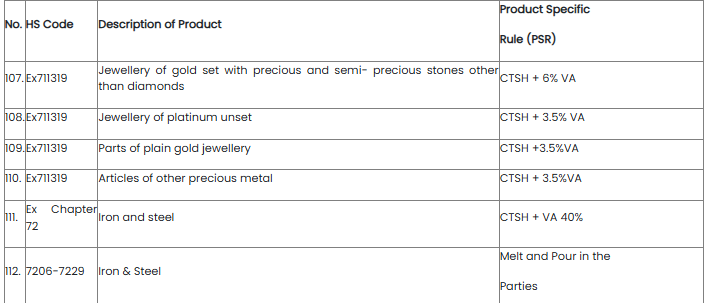 No. HS Code Description of Product Product Specific
Rule (PSR)
107. Ex711319 Jewellery of gold set with precious and semi- precious stones other
than diamonds CTSH + 6% VA
108. Ex711319 Jewellery of platinum unset CTSH + 3.5% VA
109. Ex711319 Parts of plain gold jewellery CTSH +3.5%VA
110. Ex711319 Articles of other precious metal CTSH + 3.5%VA
111. Ex Chapter
72 Iron and steel CTSH + VA 40%
112. 7206-7229 Iron & Steel Melt and Pour in the
Parties